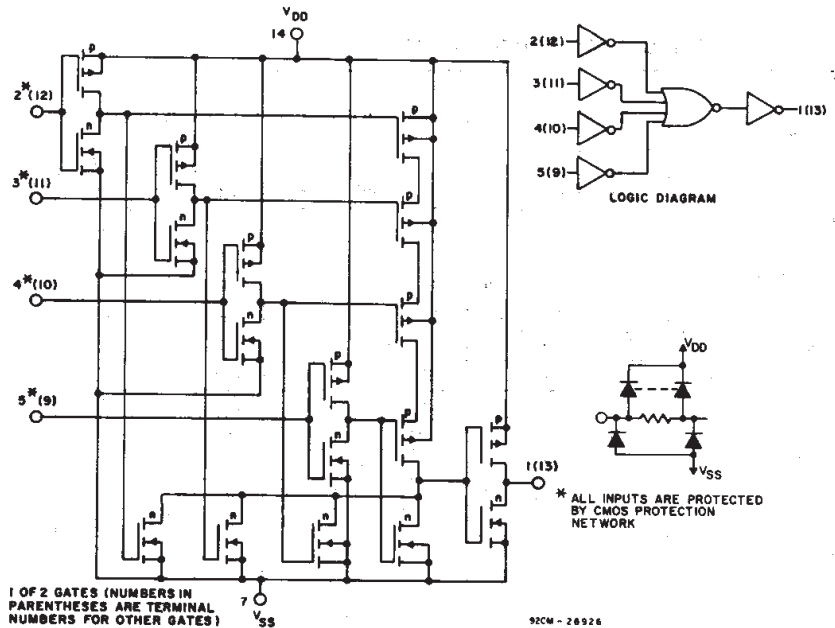 VDD
14
p
2*(12)
n
p
3*(11)
n
p
4*(10)
n
p
5*(9)
n
p
p
p
p
p
1(13)
n
n
n
n
n
7
VSS
2(12)
3(11)
4(10)
5(9)
1(13)
LOGIC DIAGRAM
VDD
VSS
* ALL INPUTS ARE PROTECTED
BY CMOS PROTECTION
NETWORK
1 OF 2 GATES (NUMBERS IN
PARENTHESES ARE TERMINAL
NUMBERS FOR OTHER GATES)
92CM-28926